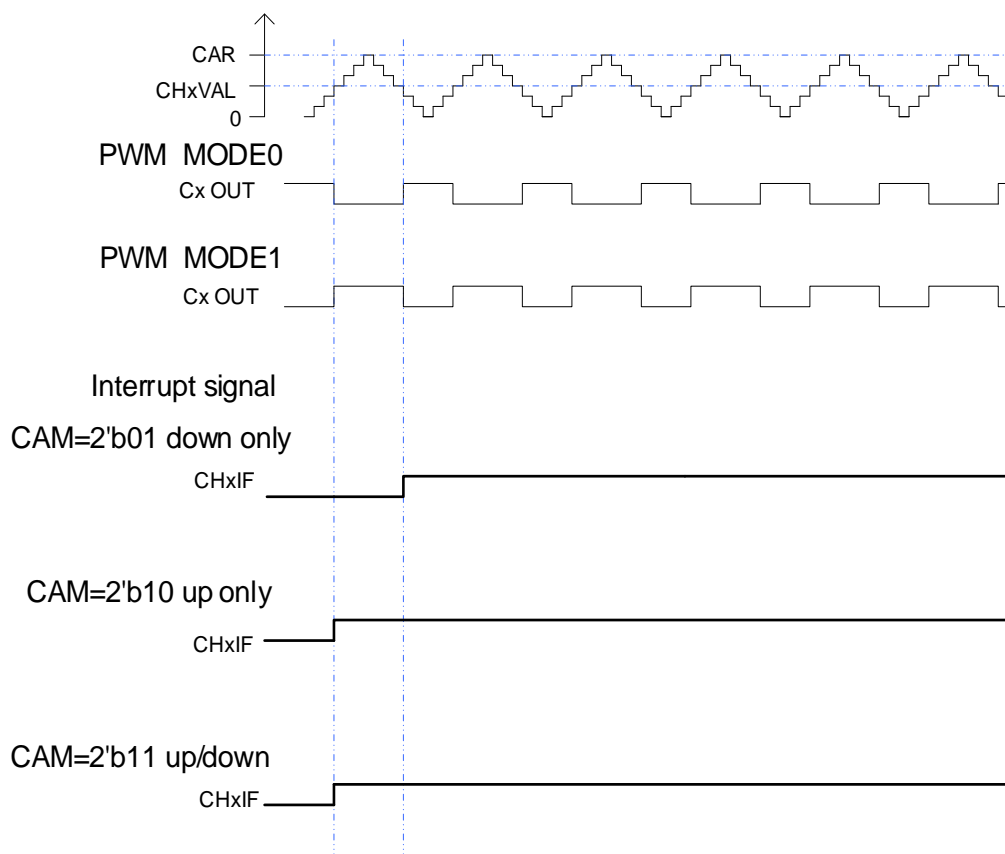 CAR
CHxVAL
0
PWM MODE0
Cx OUT
PWM MODE1
Cx OUT
Interrupt signal
CAM=2'b01 down only
CHxIF
CAM=2'b10 up only
CHxIF
CAM=2'b11 up/down
CHxIF